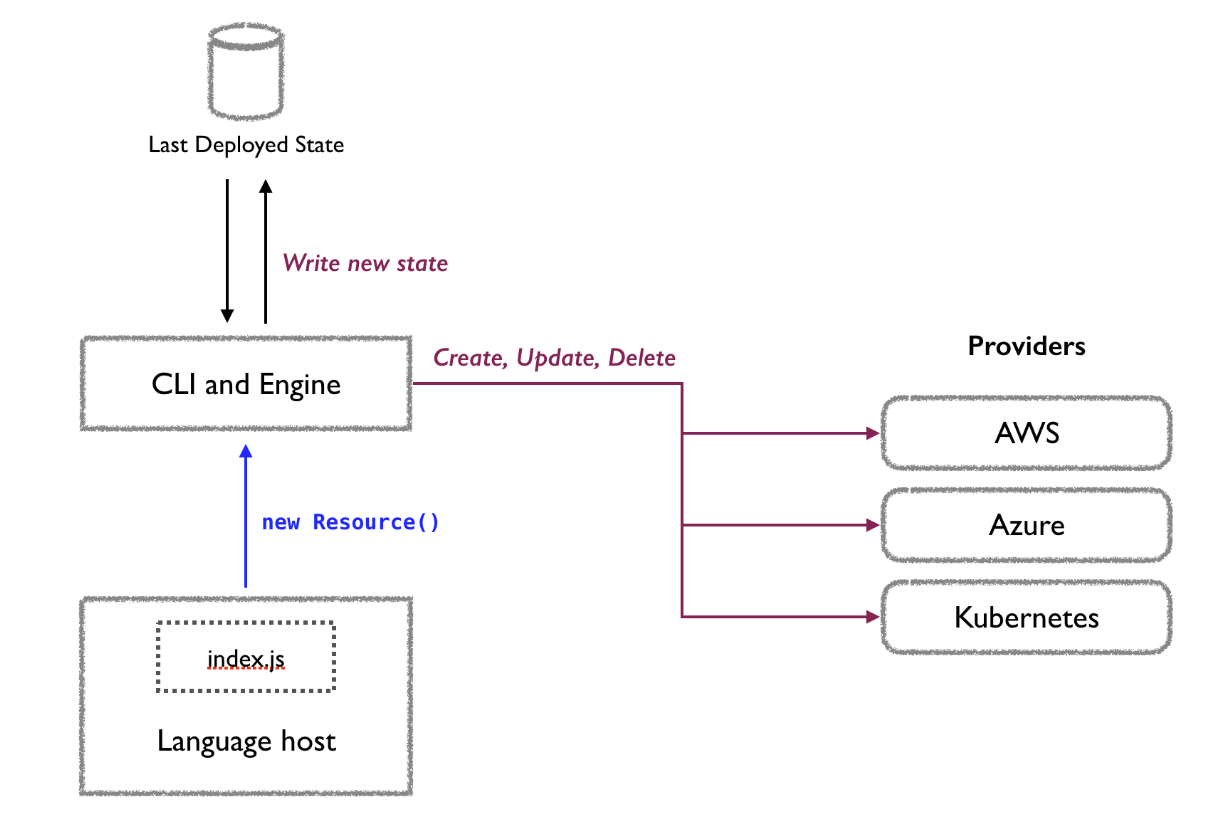 Last Deployed State
Write new state
CLI and Engine
Create, Update, Delete
Providers
AWS
Azure
Kubernetes
new Resource()
index.js
Language host